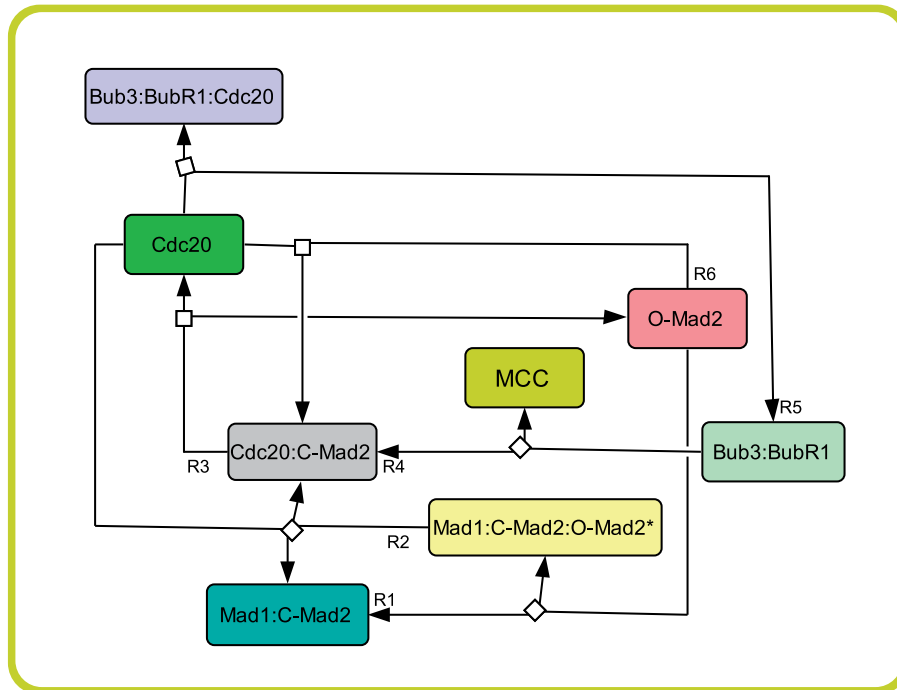 Bub3:BubR1:Cdc20
Cdc20
R6
O-Mad2
MCC
R5
Cdc20:C-Mad2
R3
R4
Bub3:BubR1
Mad1:C-Mad2:O-Mad2*
R2
Mad1:C-Mad2
R1